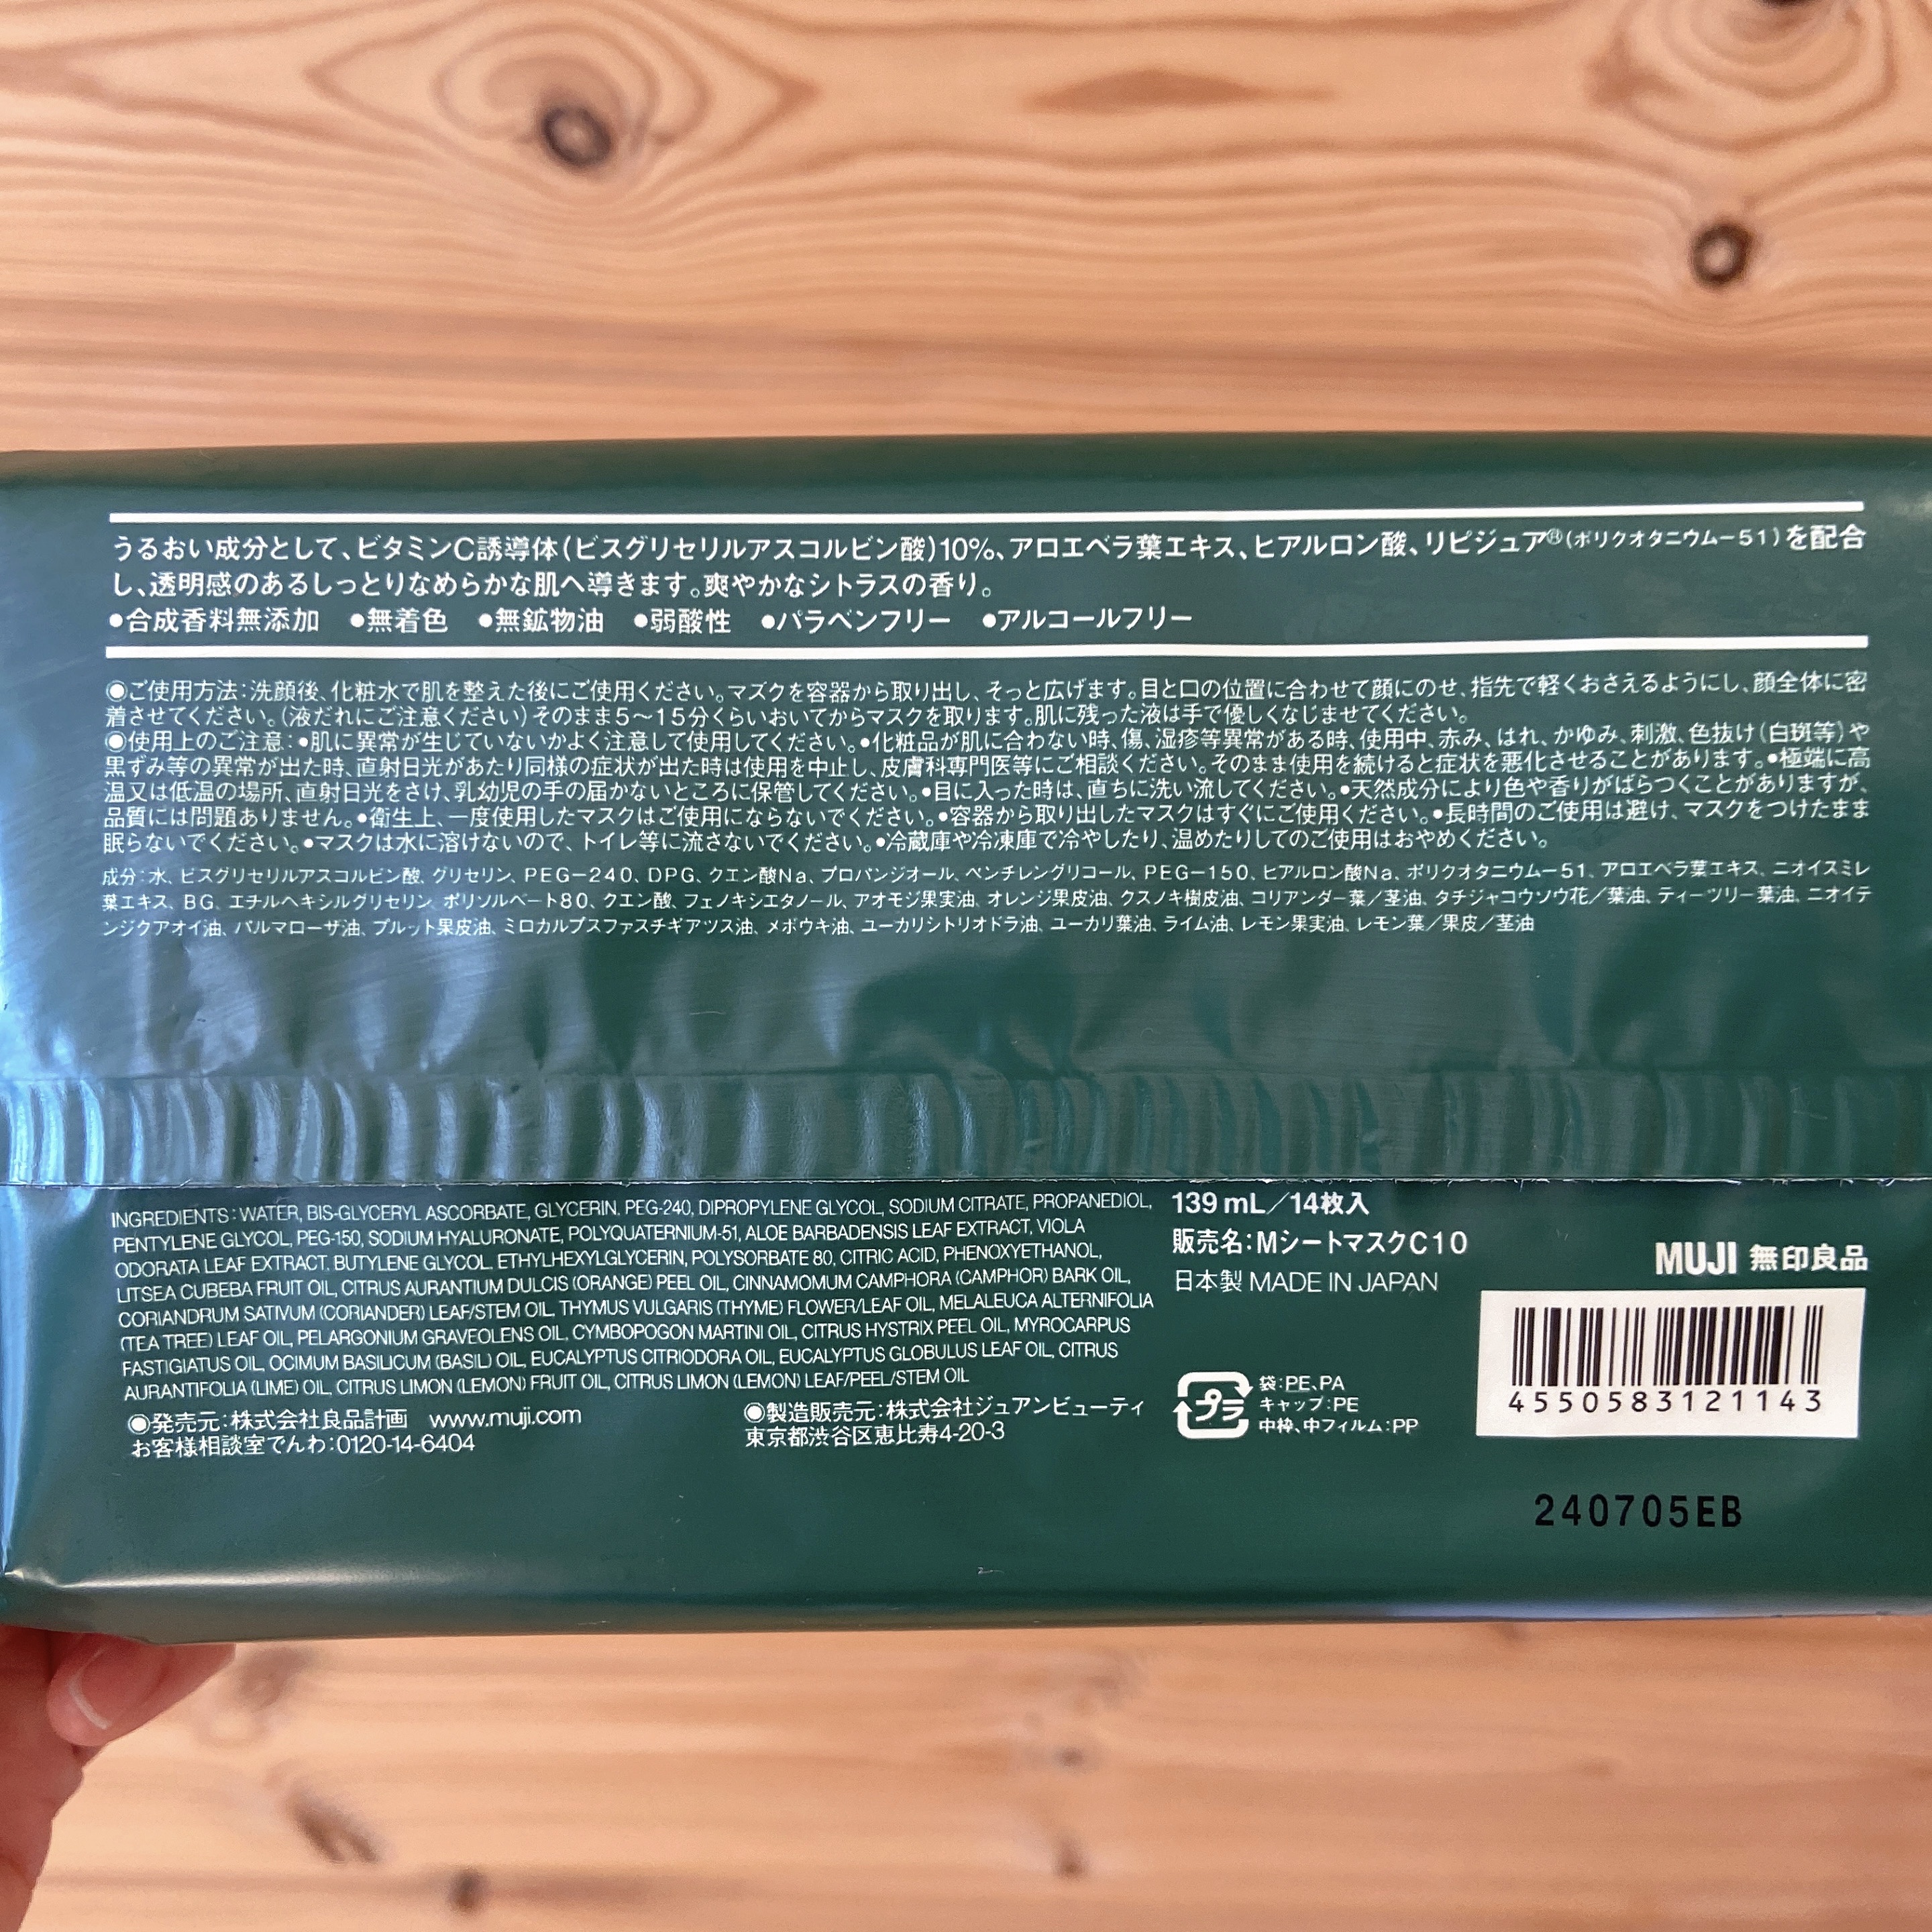 うるおい成分として、ビタミンC誘導体(ビスグリセリルアスコルビン酸)10%、アロエベラ葉エキス、ヒアルロン酸、リピジュア®(ポリクオタニウム－51)を配合
し、透明感のあるしっとりなめらかな肌へ導きます。爽やかなシトラスの香り。
●合成香料無添加 ●無着色 ●無鉱物油 ●弱酸性 ●パラベンフリー ●アルコールフリー
◉ご使用方法：洗顔後、化粧水で肌を整えた後にご使用ください。マスクを容器から取り出し、そっと広げます。目と口の位置に合わせて顔にのせ、指先で軽くおさえるようにし、顔全体に密
着させてください。(液だれにご注意ください)そのまま5～15分くらいおいてからマスクを取ります。肌に残った液は手で優しくなじませてください。
◉使用上のご注意：●肌に異常が生じていないかよく注意して使用してください。●化粧品が肌に合わない時、傷、湿疹等異常がある時、使用中、赤み、はれ、かゆみ、刺激、色抜け(白斑等)や
黒ずみ等の異常が出た時、直射日光があたり同様の症状が出た時は使用を中止し、皮膚科専門医等にご相談ください。そのまま使用を続けると症状を悪化させることがあります。●極端に高
温又は低温の場所、直射日光をさけ、乳幼児の手の届かないところに保管してください。●目に入った時は、直ちに洗い流してください。●天然成分により色や香りがばらつくことがありますが、
品質には問題ありません。●衛生上、一度使用したマスクはご使用にならないでください。●容器から取り出したマスクはすぐにご使用ください。●長時間のご使用は避け、マスクをつけたまま
眠らないでください。●マスクは水に溶けないので、トイレ等に流さないでください。●冷蔵庫や冷凍庫で冷やしたり、温めたりしてのご使用はおやめください。
成分：水、ビスグリセリルアスコルビン酸、グリセリン、PEG－240、DPG、クエン酸Na、プロパンジオール、ペンチレングリコール、PEG－150、ヒアルロン酸Na、ポリクオタニウム－51、アロエベラ葉エキス、ニオイスミレ
葉エキス、BG、エチルヘキシルグリセリン、ポリソルベート80、クエン酸、フェノキシエタノール、アオモジ果実油、オレンジ果皮油、クスノキ樹皮油、コリアンダー葉／茎油、タチジャコウソウ花／葉油、ティーツリー葉油、ニオイテ
ンジクアオイ油、パルマローザ油、プルット果皮油、ミロカルプスファスチギアツス油、メボウキ油、ユーカリシトリオドラ油、ユーカリ葉油、ライム油、レモン果実油、レモン葉／果皮／茎油
INGREDIENTS：WATER, BIS-GLYCERYL ASCORBATE, GLYCERIN, PEG-240, DIPROPYLENE GLYCOL, SODIUM CITRATE, PROPANEDIOL,
PENTYLENE GLYCOL, PEG-150, SODIUM HYALURONATE, POLYQUATERNIUM-51, ALOE BARBADENSIS LEAF EXTRACT, VIOLA
ODORATA LEAF EXTRACT, BUTYLENE GLYCOL, ETHYLHEXYLGLYCERIN, POLYSORBATE 80, CITRIC ACID, PHENOXYETHANOL,
LITSEA CUBEBA FRUIT OIL, CITRUS AURANTIUM DULCIS (ORANGE) PEEL OIL, CINNAMOMUM CAMPHORA (CAMPHOR) BARK OIL,
CORIANDRUM SATIVUM (CORIANDER) LEAF/STEM OIL, THYMUS VULGARIS (THYME) FLOWER/LEAF OIL, MELALEUCA ALTERNIFOLIA
(TEA TREE) LEAF OIL, PELARGONIUM GRAVEOLENS OIL, CYMBOPOGON MARTINI OIL, CITRUS HYSTRIX PEEL OIL, MYROCARPUS
FASTIGIATUS OIL, OCIMUM BASILICUM (BASIL) OIL, EUCALYPTUS CITRIODORA OIL, EUCALYPTUS GLOBULUS LEAF OIL, CITRUS
AURANTIFOLIA (LIME) OIL, CITRUS LIMON (LEMON) FRUIT OIL, CITRUS LIMON (LEMON) LEAF/PEEL/STEM OIL
◉発売元：株式会社良品計画 www.muji.com
お客様相談室でんわ：0120-14-6404
◉製造販売元：株式会社ジュアンビューティ
東京都渋谷区恵比寿4-20-3
139 mL／14枚入
販売名：MシートマスクC10
日本製 MADE IN JAPAN
プラ
袋：PE、PA
キャップ：PE
中枠、中フィルム：PP
MUJI 無印良品
4550583121143
240705EB